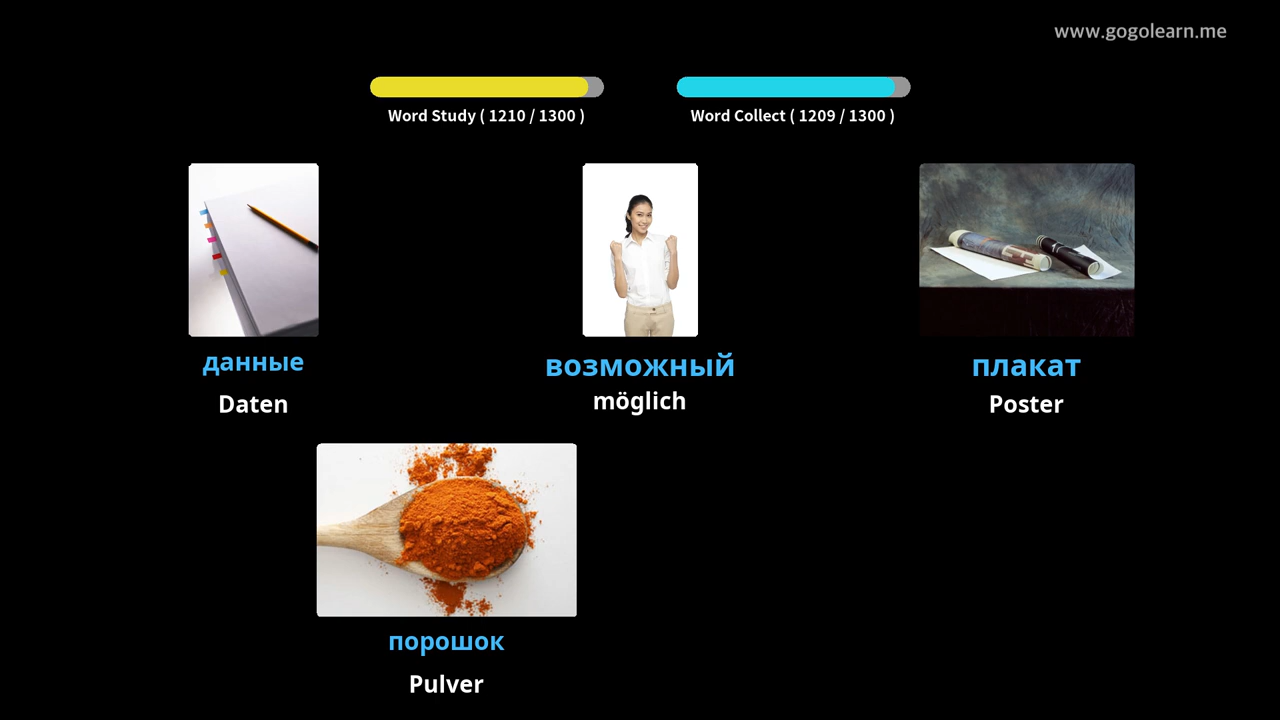 www.gogolearn.me
Word Study ( 1210 / 1300 )
Word Collect ( 1209 / 1300 )
данные
Daten
возможный
möglich
плакат
Poster
порошок
Pulver